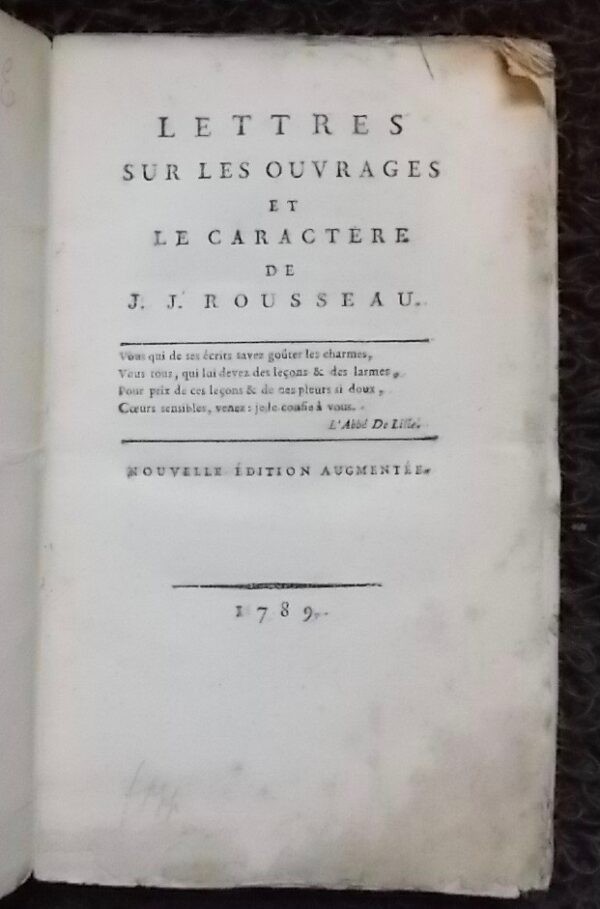 LETTRES
SUR LES OUVRAGES
ET
LE CARACTÈRE
DE
J. J. ROUSSEAU.
Vous qui de ses écrits savez goûter les charmes,
Vous tous, qui lui devez des leçons & des larmes,
Pour prix de ces leçons & de ces pleurs si doux,
Cœurs sensibles, venez : je le confie à vous.
L'Abbé De Lille.
NOUVELLE ÉDITION AUGMENTÉE.
1789.